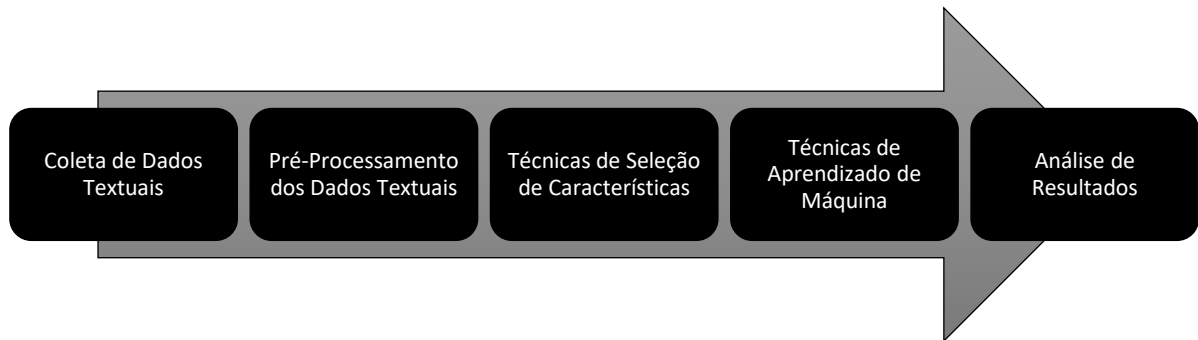 Coleta de Dados
Textuais
Pré-Processamento
dos Dados Textuais
Técnicas de Seleção
de Características
Técnicas de
Aprendizado de
Máquina
Análise de
Resultados